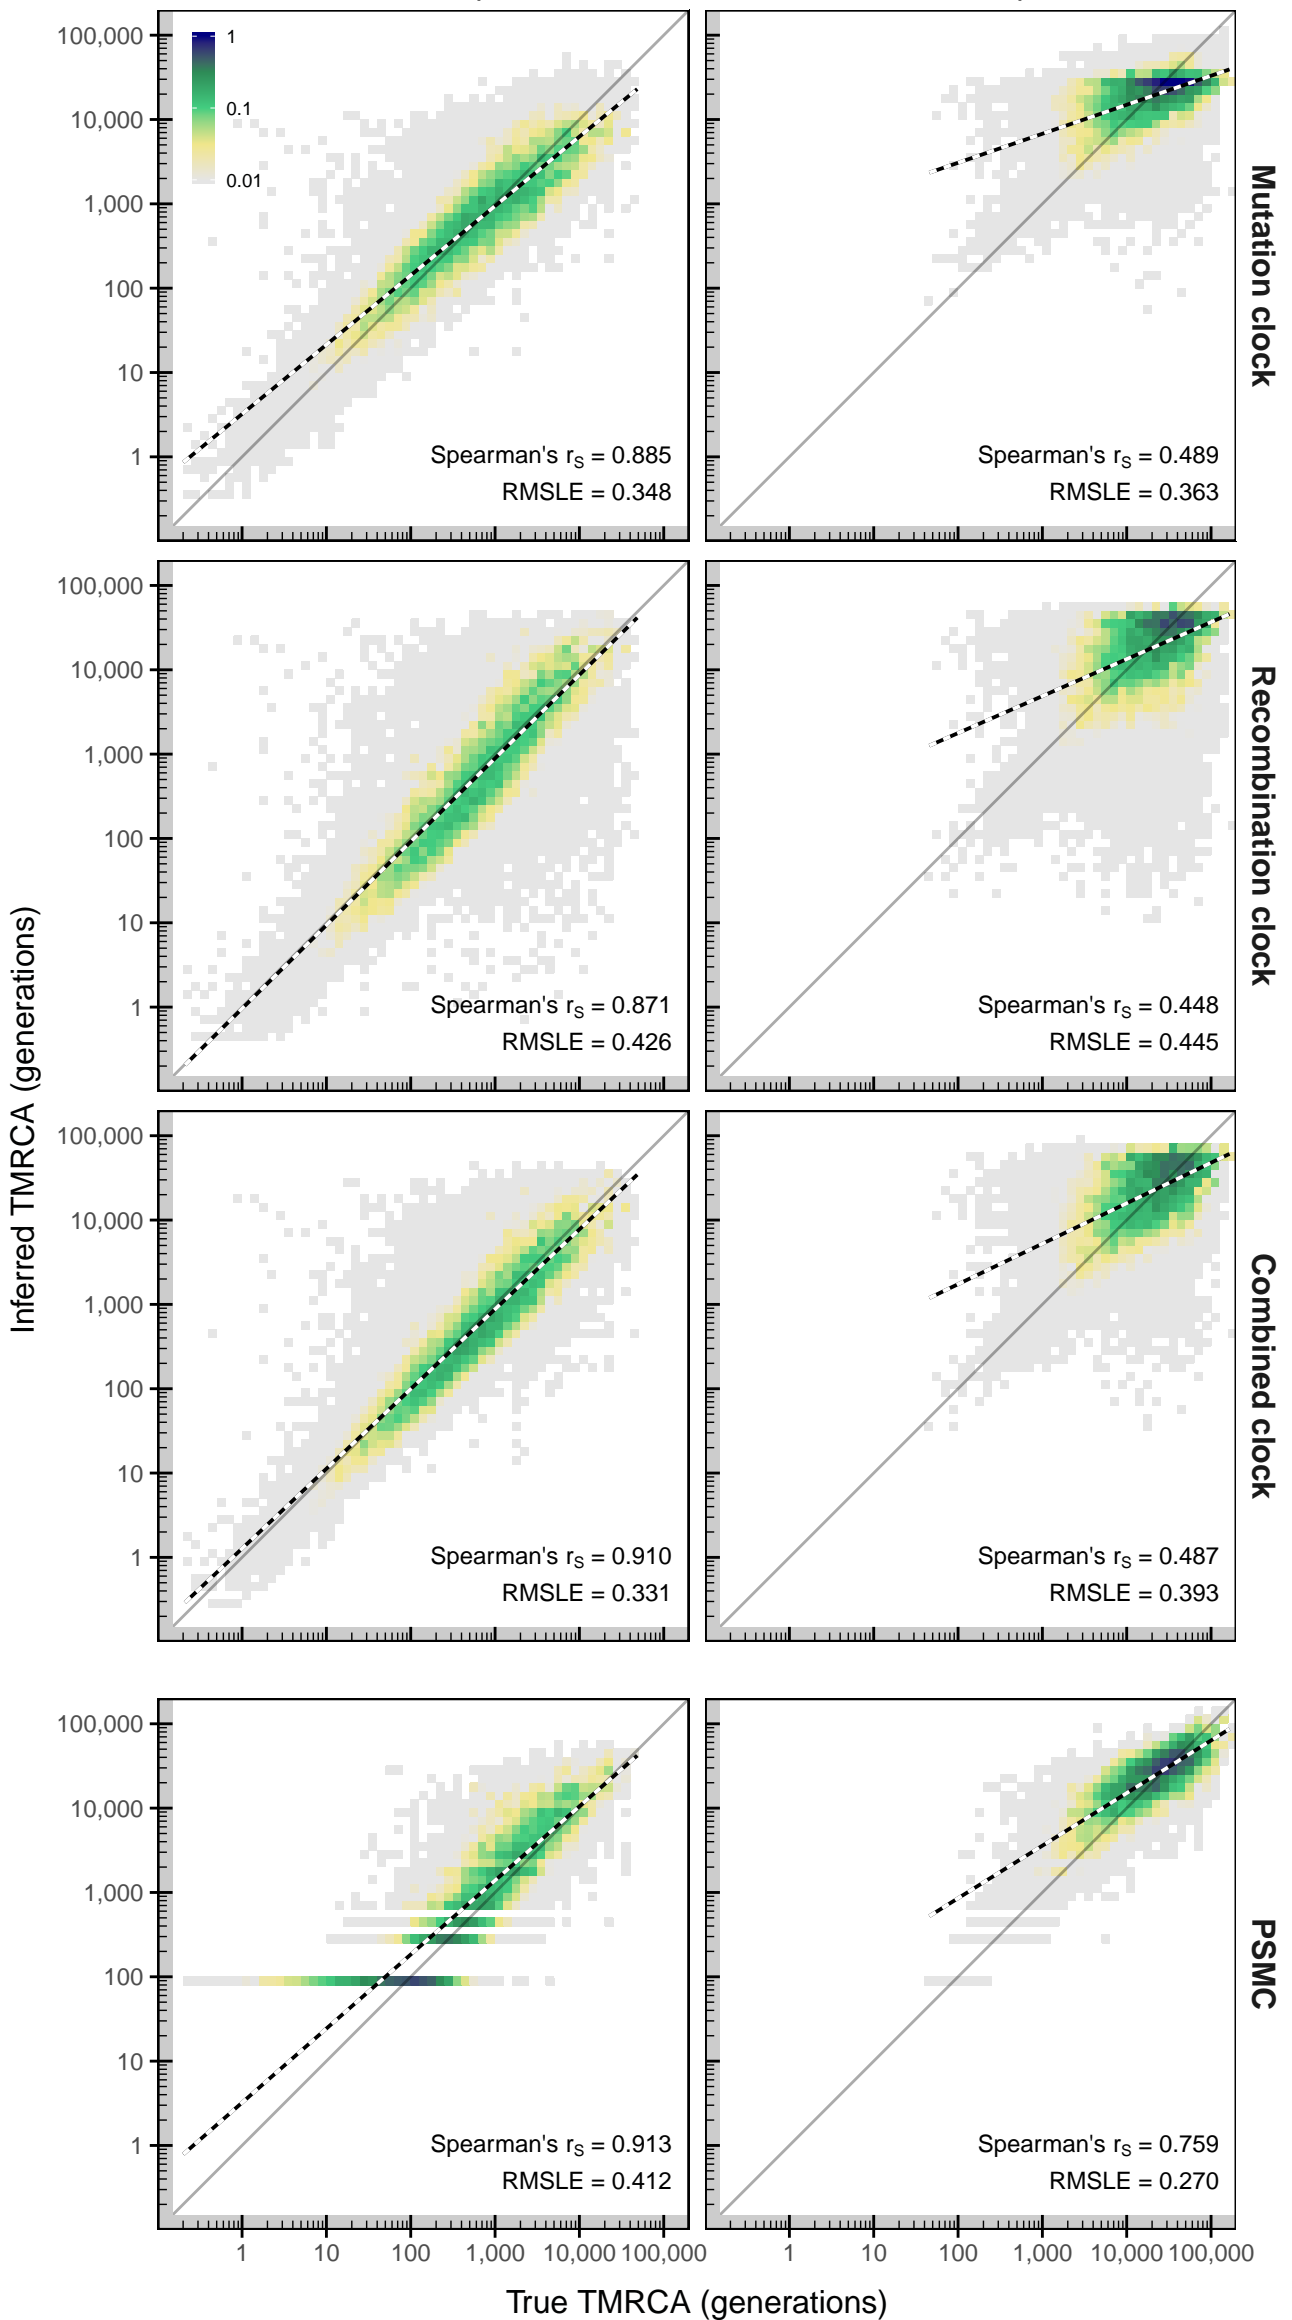 100,000
10,000
1,000
100
10
1
1
0.1
0.01
Spearman's rS = 0.885
RMSLE = 0.348
Spearman's rS = 0.489
RMSLE = 0.363
Mutation clock
100,000
10,000
1,000
100
10
1
Spearman's rS = 0.871
RMSLE = 0.426
Spearman's rS = 0.448
RMSLE = 0.445
Recombination clock
Inferred TMRCA (generations)
100,000
10,000
1,000
100
10
1
Spearman's rS = 0.910
RMSLE = 0.331
Spearman's rS = 0.487
RMSLE = 0.393
Combined clock
100,000
10,000
1,000
100
10
1
Spearman's rS = 0.913
RMSLE = 0.412
Spearman's rS = 0.759
RMSLE = 0.270
PSMC
1 10 100 1,000 10,000 100,000
1 10 100 1,000 10,000 100,000
True TMRCA (generations)